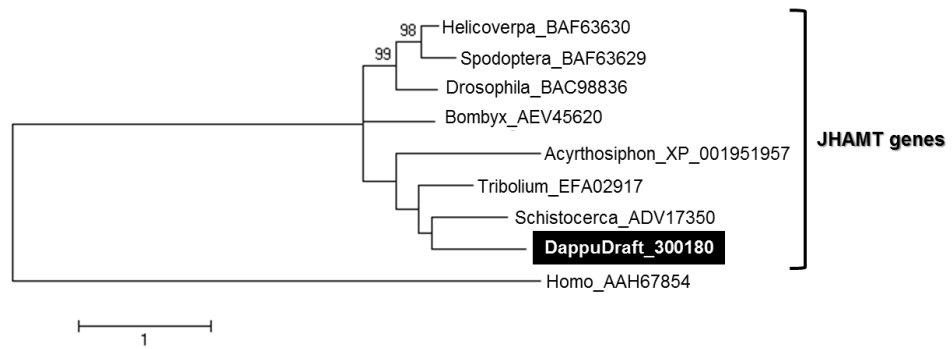 Helicoverpa_BAF63630
98
Spodoptera_BAF63629
99
Drosophila_BAC98836
Bombyx_AEV45620
JHAMT genes
Acyrthosiphon_XP_001951957
Tribolium_EFA02917
Schistocerca_ADV17350
DappuDraft_300180
Homo_AAH67854
1